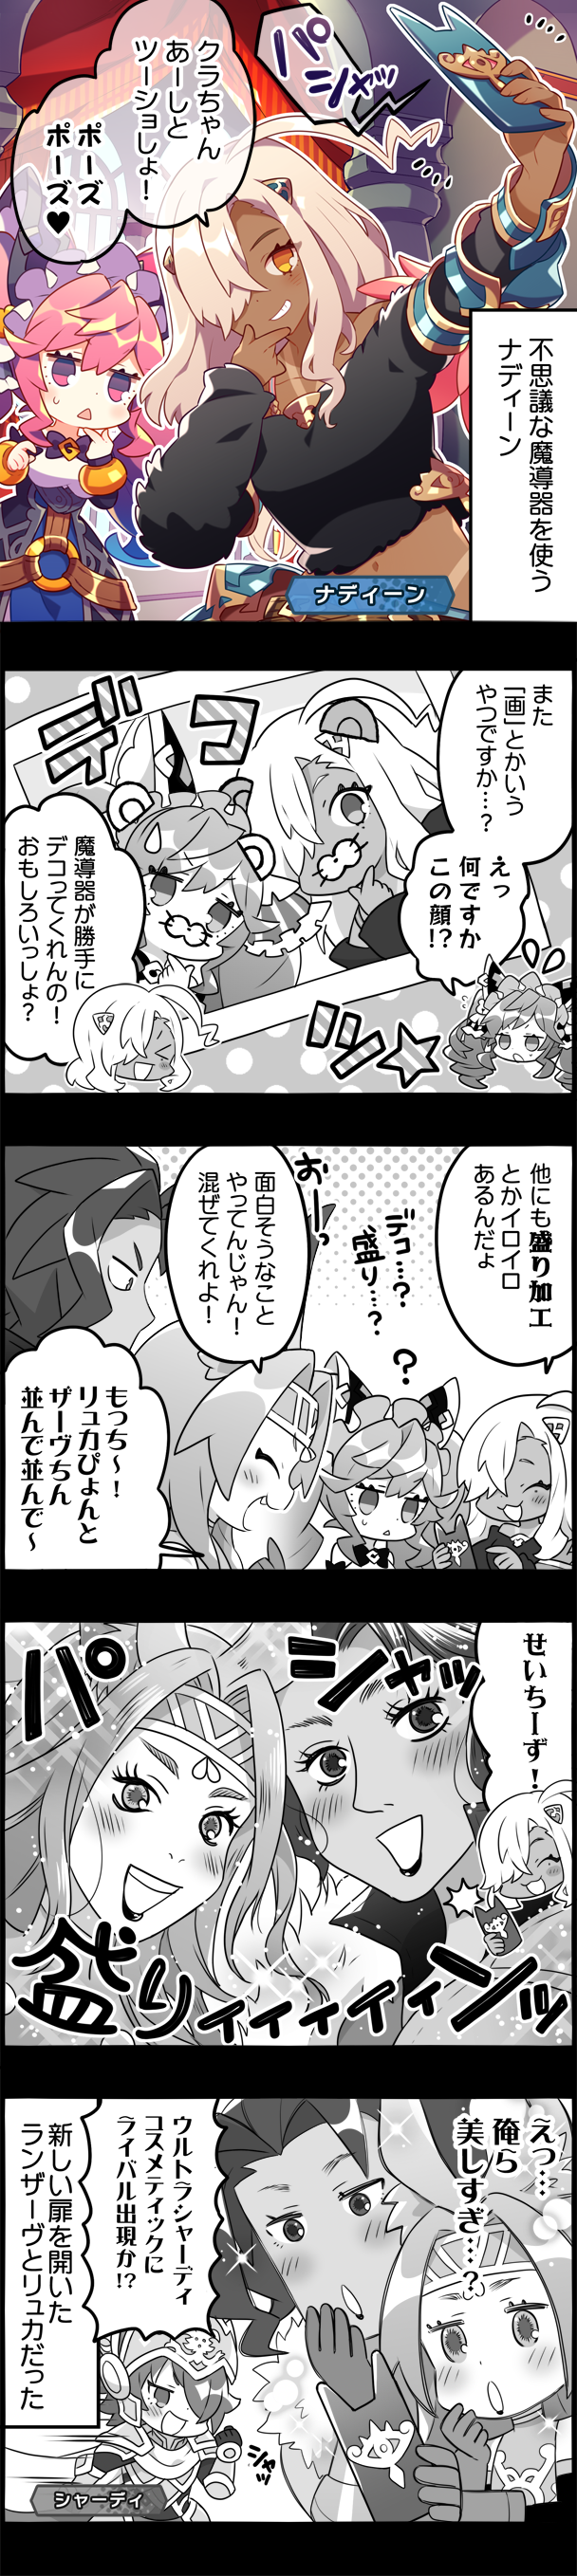 パシャッ
クラちゃん
あーしと
ツーショしょ！
ポーズ
ポーズ♥
不思議な魔導器を使う
ナディーン
ナディーン
また
「画」とかいう
やつですか…？
えっ
何ですか
この顔!?
デコ
魔導器が勝手に
デコってくれんの！
おもしろいっしょ？
ッ☆
他にも盛り加工
とかイロイロ
あるんだょ
デコ…？
盛り…？
？
おーっ
面白そうなこと
やってんじゃん！
混ぜてくれよ！
もっち～！
リュカぴょんと
ザーヴちん
並んで並んで～
せいちーず！
パシャッ
盛りィィィィィンッ
えっ…
俺ら
美しすぎ…？
ウルトラシャーディ
コスメティックに
ライバル出現か!?
シャッ
シャーディ
新しい扉を開いた
ランザーヴとリュカだった